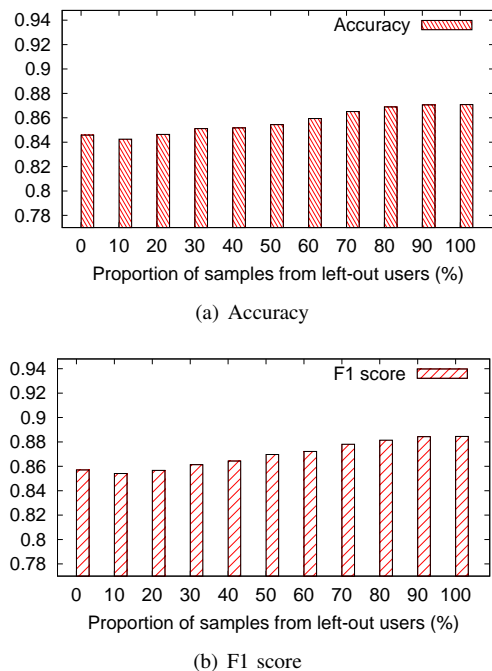 0.94
Accuracy
0.92
0.9
0.88
0.86
0.84
0.82
0.8
0.78
0 10 20 30 40 50 60 70 80 90 100
Proportion of samples from left-out users (%)
(a) Accuracy
0.94
F1 score
0.92
0.9
0.88
0.86
0.84
0.82
0.8
0.78
0 10 20 30 40 50 60 70 80 90 100
Proportion of samples from left-out users (%)
(b) F1 score